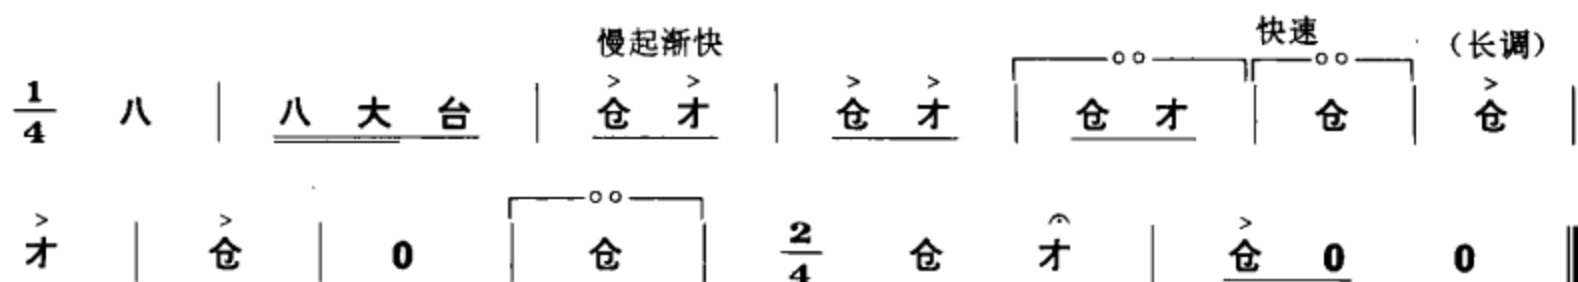 慢起渐快 快速 （长调）
1/4 八 | 八 大 台 | 仓 才 | 仓 才 | 仓 才 | 仓 | 仓 |
才 | 仓 | 0 | 仓 | 2/4 仓 才 | 仓 0 0 ‖